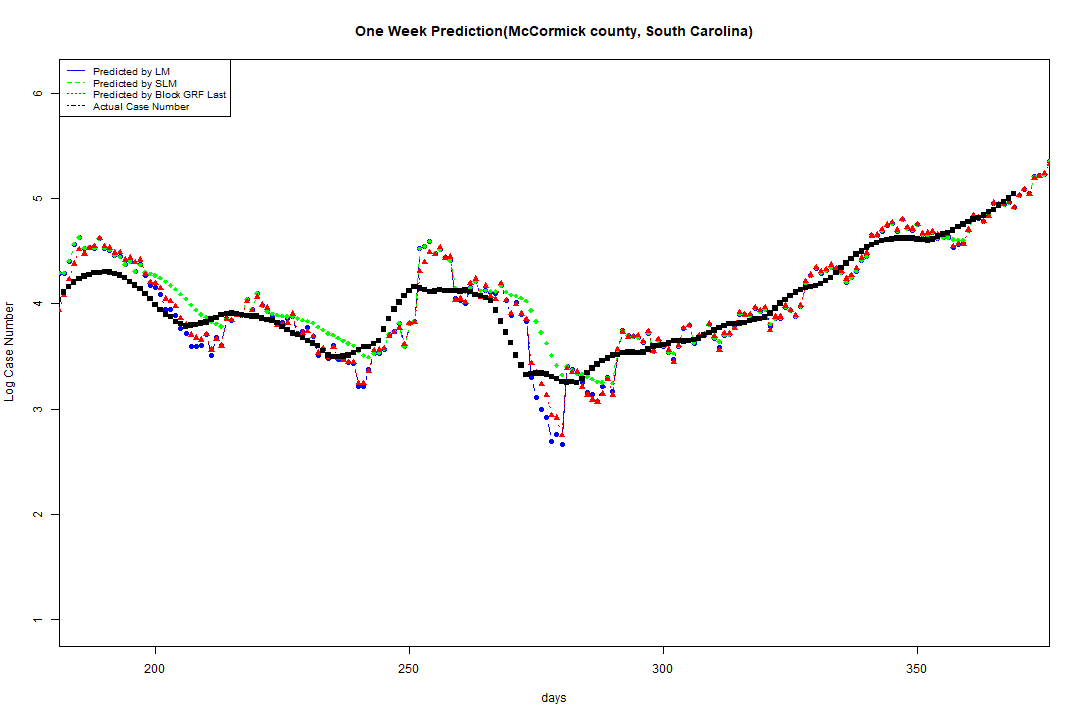 One Week Prediction(McCormick county, South Carolina)
Predicted by LM
Predicted by SLM
Predicted by Block GRF Last
Actual Case Number
6
5
4
3
2
1
Log Case Number
200 250 300 350
days